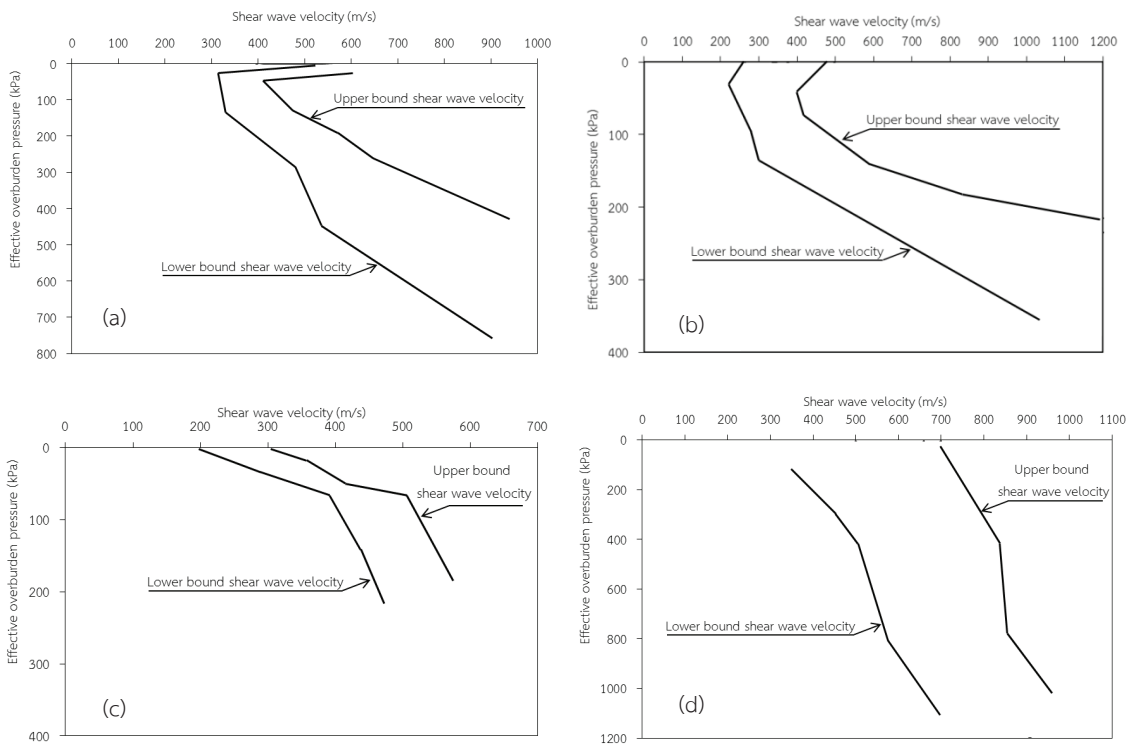 Shear wave velocity (m/s)
0 100 200 300 400 500 600 700 800 900 1000
0
100
200
300
400
500
600
700
800
Effective overburden pressure (kPa)
Upper bound shear wave velocity
Lower bound shear wave velocity
(a)
Shear wave velocity (m/s)
0 100 200 300 400 500 600 700 800 900 1000 1100 1200
0
100
200
300
400
Effective overburden pressure (kPa)
Upper bound shear wave velocity
Lower bound shear wave velocity
(b)
Shear wave velocity (m/s)
0 100 200 300 400 500 600 700
0
100
200
300
400
Effective overburden pressure (kPa)
Upper bound
shear wave velocity
Lower bound shear wave velocity
(c)
Shear wave velocity (m/s)
0 100 200 300 400 500 600 700 800 900 1000 1100
0
200
400
600
800
1000
1200
Effective overburden pressure (kPa)
Upper bound
shear wave velocity
Lower bound shear wave velocity
(d)